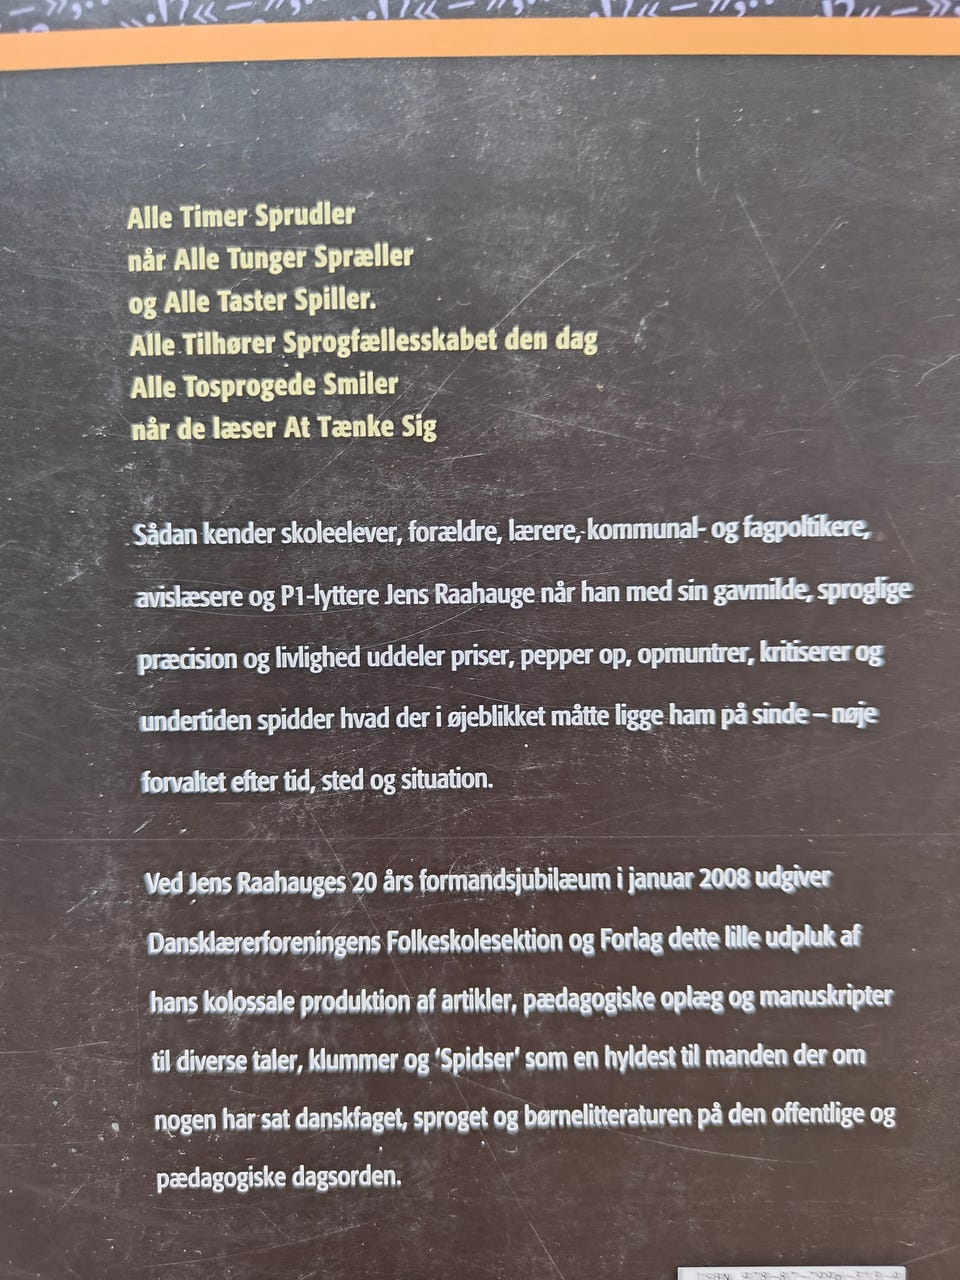 Alle Timer Sprudler
når Alle Tunger Spræller
og Alle Taster Spiller.
Alle Tilhører Sprogfællesskabet den dag
Alle Tosprogede Smiler
når de læser At Tænke Sig
Sådan kender skoleelever, forældre, lærere, kommunal- og fagpoltikere,
avislæsere og P1-lyttere Jens Raahauge når han med sin gavmilde, sproglige
præcision og livlighed uddeler priser, pepper op, opmuntrer, kritiserer og
undertiden spidder hvad der i øjeblikket måtte ligge ham på sinde – nøje
forvaltet efter tid, sted og situation.
Ved Jens Raahauges 20 års formandsjubilæum i januar 2008 udgiver
Dansklærerforeningens Folkeskolesektion og Forlag dette lille udpluk af
hans kolossale produktion af artikler, pædagogiske oplæg og manuskripter
til diverse taler, klummer og ‘Spidser’ som en hyldest til manden der om
nogen har sat danskfaget, sproget og børnelitteraturen på den offentlige og
pædagogiske dagsorden.